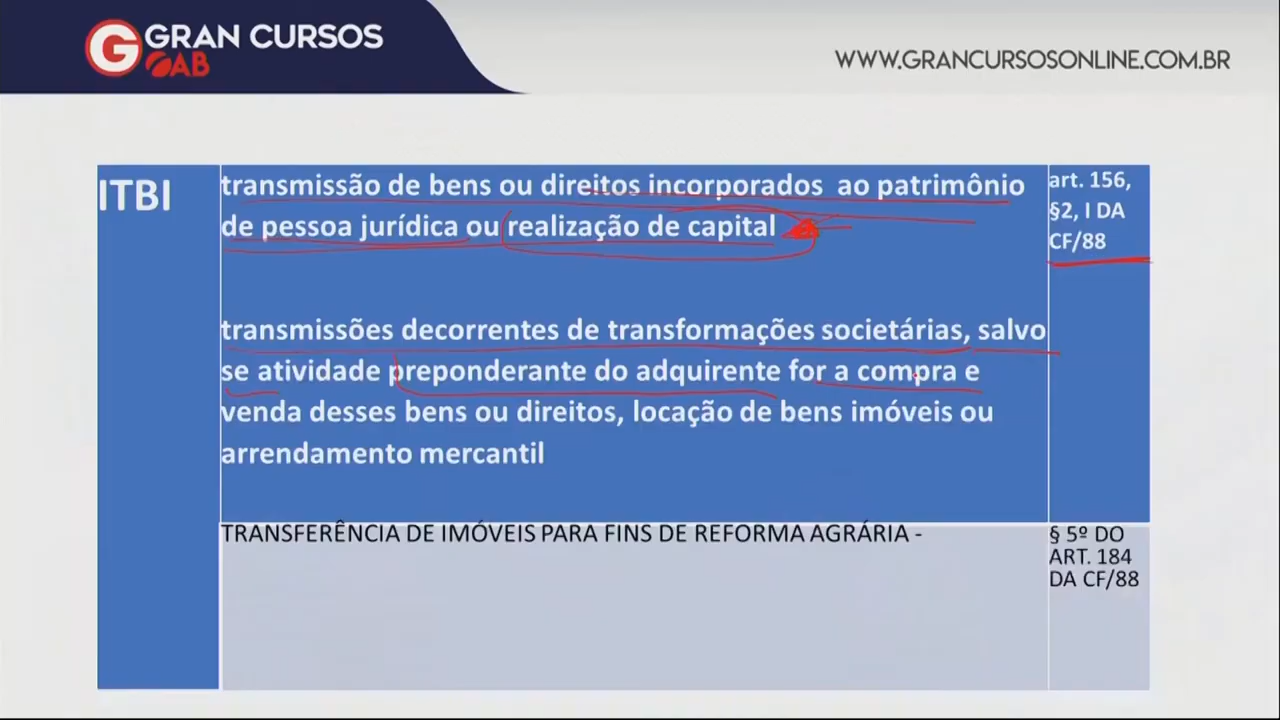 GRAN CURSOS
OAB
WWW.GRANCURSOSONLINE.COM.BR
ITBI
transmissão de bens ou direitos incorporados ao patrimônio
de pessoa jurídica ou realização de capital
art. 156,
§2, I DA
CF/88
transmissões decorrentes de transformações societárias, salvo
se atividade preponderante do adquirente for a compra e
venda desses bens ou direitos, locação de bens imóveis ou
arrendamento mercantil
TRANSFERÊNCIA DE IMÓVEIS PARA FINS DE REFORMA AGRÁRIA -
§ 5º DO
ART. 184
DA CF/88